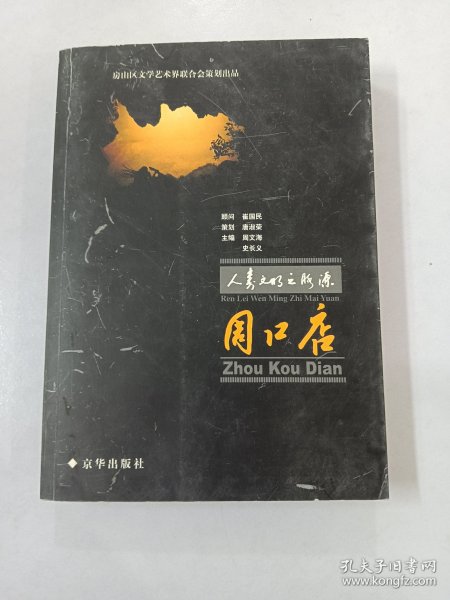 房山区文学艺术界联合会策划出品
顾问 崔国民
策划 唐淑荣
主编 周文海
史长义
人类文明之脉源
Ren Lei Wen Ming Zhi Mai Yuan
周口店
Zhou Kou Dian
京华出版社
孔夫子旧书网
www.kongfz.com